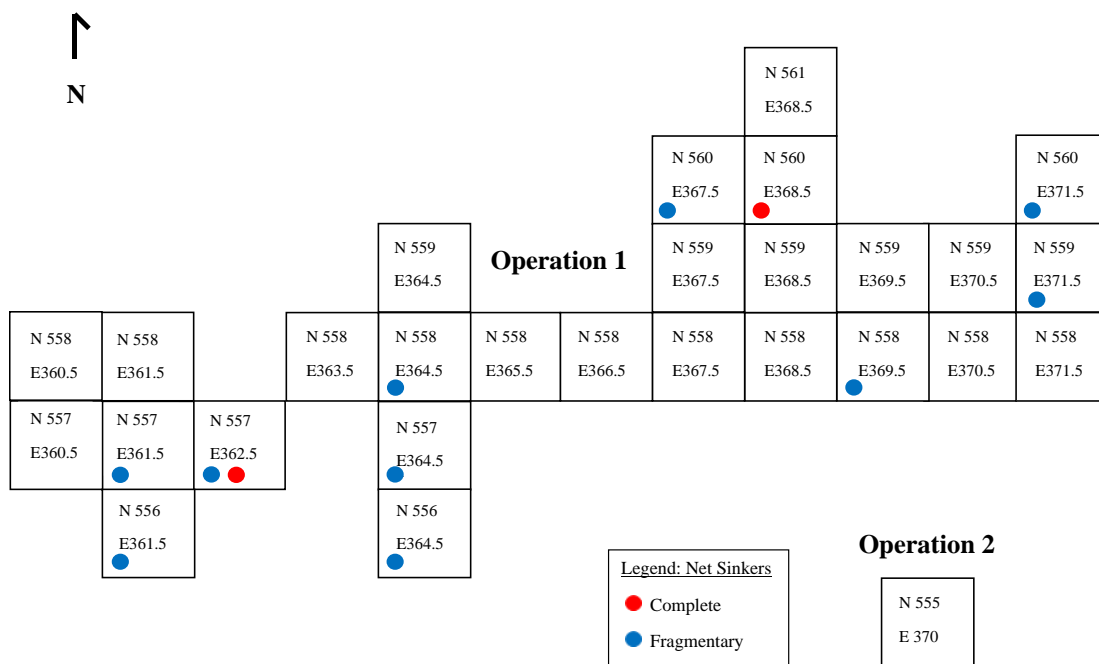 N
N 561
E368.5
N 560
E367.5
N 560
E368.5
N 560
E371.5
N 559
E364.5
Operation 1
N 559
E367.5
N 559
E368.5
N 559
E369.5
N 559
E370.5
N 559
E371.5
N 558
E360.5
N 558
E361.5
N 558
E363.5
N 558
E364.5
N 558
E365.5
N 558
E366.5
N 558
E367.5
N 558
E368.5
N 558
E369.5
N 558
E370.5
N 558
E371.5
N 557
E360.5
N 557
E361.5
N 557
E362.5
N 557
E364.5
N 556
E361.5
N 556
E364.5
Operation 2
N 555
E 370
Legend: Net Sinkers
Complete
Fragmentary